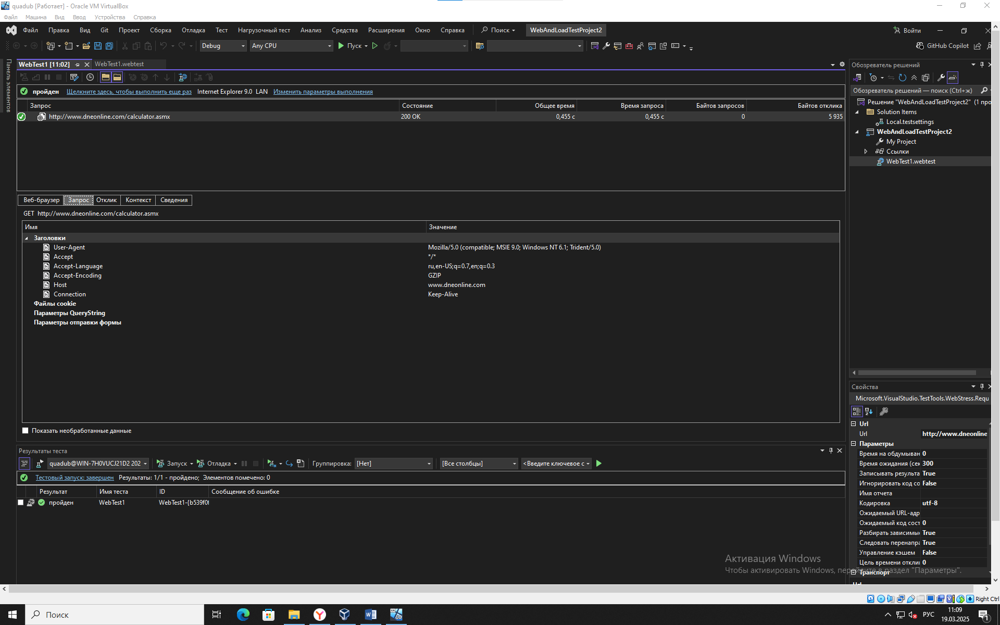 quadub [Работает] - Oracle VM VirtualBox
Файл Машина Вид Ввод Устройства Справка
Файл Правка Вид Git Проект Сборка Отладка Тест Нагрузочный тест Анализ Средства Расширения Окно Справка Поиск WebAndLoadTestProject2 Войти
Debug Any CPU Пуск GitHub Copilot
Панель элементов
WebTest1 [11:02] WebTest1.webtest
пройден Щелкните здесь, чтобы выполнить еще раз Internet Explorer 9.0 LAN Изменить параметры выполнения
Запрос Состояние Общее время Время запроса Байтов запросов Байтов отклика
http://www.dneonline.com/calculator.asmx 200 OK 0,455 с 0,455 с 0 5 935
Веб-браузер Запрос Отклик Контекст Сведения
GET http://www.dneonline.com/calculator.asmx
Имя Значение
Заголовки
User-Agent Mozilla/5.0 (compatible; MSIE 9.0; Windows NT 6.1; Trident/5.0)
Accept */*
Accept-Language ru,en-US;q=0.7,en;q=0.3
Accept-Encoding GZIP
Host www.dneonline.com
Connection Keep-Alive
Файлы cookie
Параметры QueryString
Параметры отправки формы
Показать необработанные данные
Результаты теста
quadub@WIN-7H0VUCJ21D2 202 Запуск Отладка Группировка: [Нет] [Все столбцы] <Введите ключевое с
Тестовый запуск: завершен Результаты: 1/1 - пройдено; Элементов помечено: 0
Результат Имя теста ID Сообщение об ошибке
пройден WebTest1 WebTest1-{b539f0f
Обозреватель решений
Обозреватель решений — поиск (Ctrl+ж)
Решение "WebAndLoadTestProject2" (1 про
Solution Items
Local.testsettings
WebAndLoadTestProject2
My Project
Ссылки
WebTest1.webtest
Свойства
Microsoft.VisualStudio.TestTools.WebStress.Requ
Url
Url http://www.dneonline
Параметры
Время на обдумыван 0
Время ожидания (сек 300
Записывать результа True
Игнорировать код со False
Имя отчета
Кодировка utf-8
Ожидаемый URL-адр
Ожидаемый код сост 0
Разбирать зависимы True
Следовать перенапра True
Управление кэшем False
Цель времени откли 0
Транспорт
Url
Активация Windows
Чтобы активировать Windows, перейдите в раздел "Параметры".
Right Ctrl
Поиск
РУС 11:09
19.03.2025
1